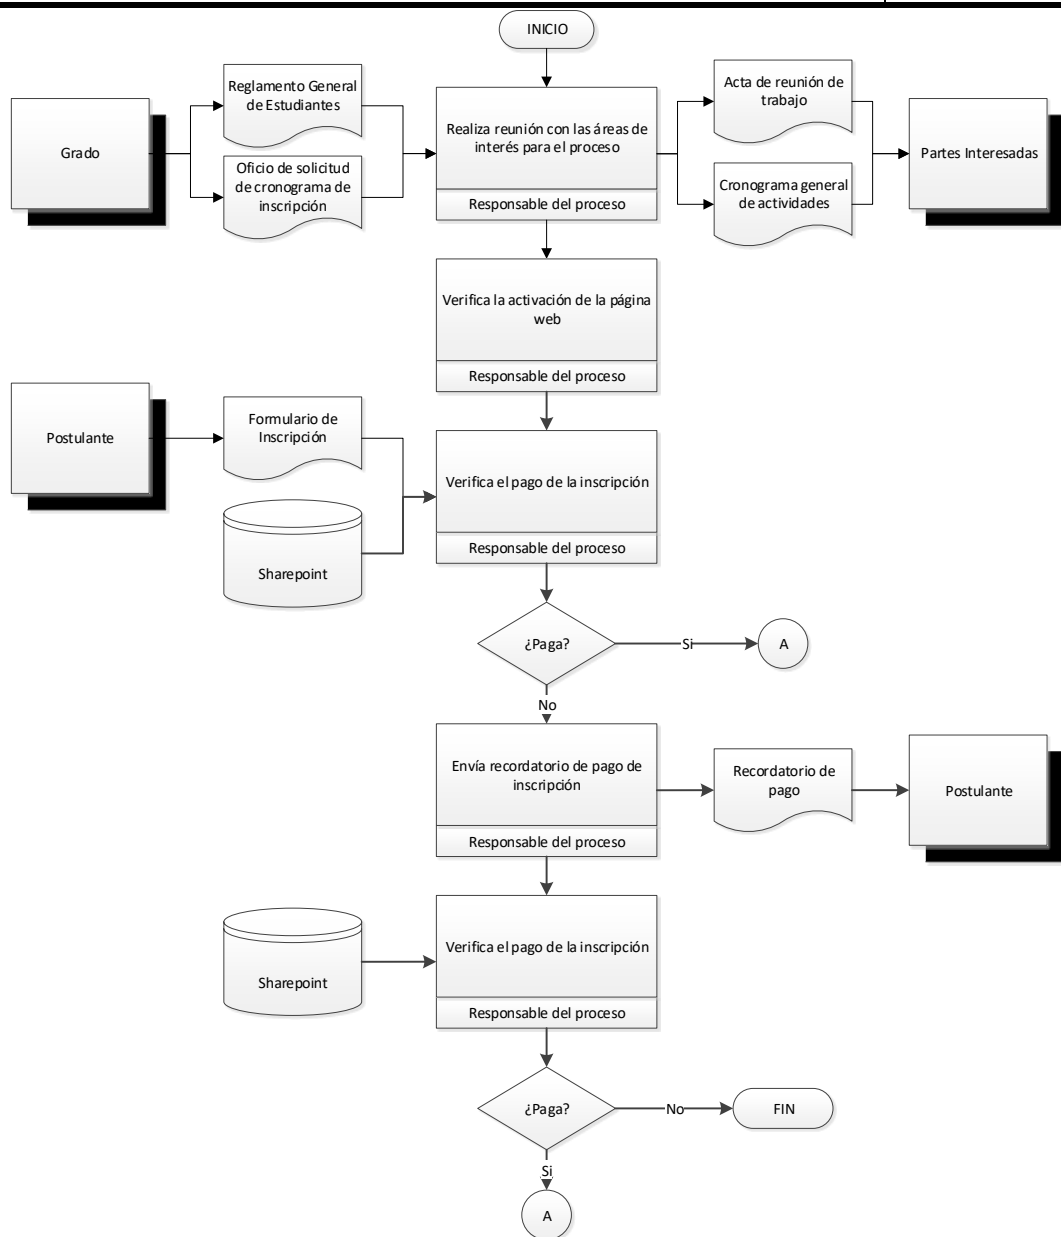 INICIO
Grado
Reglamento General
de Estudiantes
Oficio de solicitud
de cronograma de
inscripción
Realiza reunión con las áreas de
interés para el proceso
Responsable del proceso
Acta de reunión de
trabajo
Cronograma general
de actividades
Partes Interesadas
Verifica la activación de la página
web
Responsable del proceso
Postulante
Formulario de
Inscripción
Sharepoint
Verifica el pago de la inscripción
Responsable del proceso
¿Paga?
Si
A
No
Envía recordatorio de pago de
inscripción
Responsable del proceso
Recordatorio de
pago
Postulante
Sharepoint
Verifica el pago de la inscripción
Responsable del proceso
¿Paga?
No
FIN
Si
A